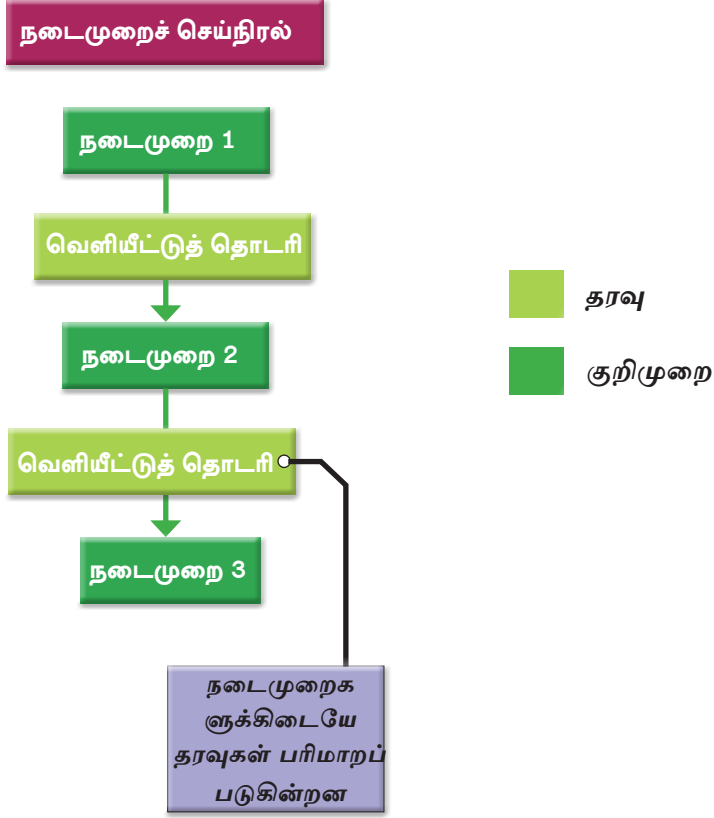 நடைமுறைச் செய்நிரல்
நடைமுறை 1
வெளியீட்டுத் தொடரி
நடைமுறை 2
வெளியீட்டுத் தொடரி
நடைமுறை 3
தரவு
குறிமுறை
நடைமுறைக
ளுக்கிடையே
தரவுகள் பரிமாறப்
படுகின்றன